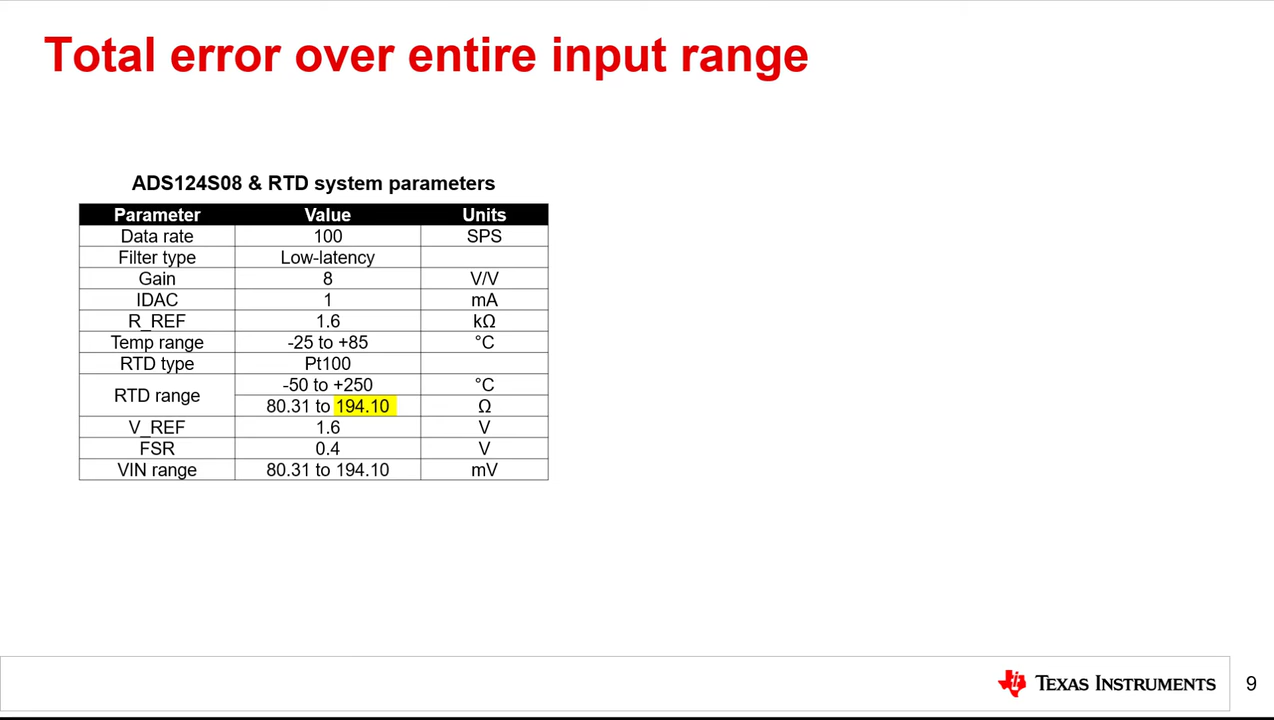 Total error over entire input range
ADS124S08 & RTD system parameters
Parameter Value Units
Data rate 100 SPS
Filter type Low-latency
Gain 8 V/V
IDAC 1 mA
R_REF 1.6 kΩ
Temp range -25 to +85 °C
RTD type Pt100
RTD range -50 to +250 °C
80.31 to 194.10 Ω
V_REF 1.6 V
FSR 0.4 V
VIN range 80.31 to 194.10 mV
TEXAS INSTRUMENTS 9